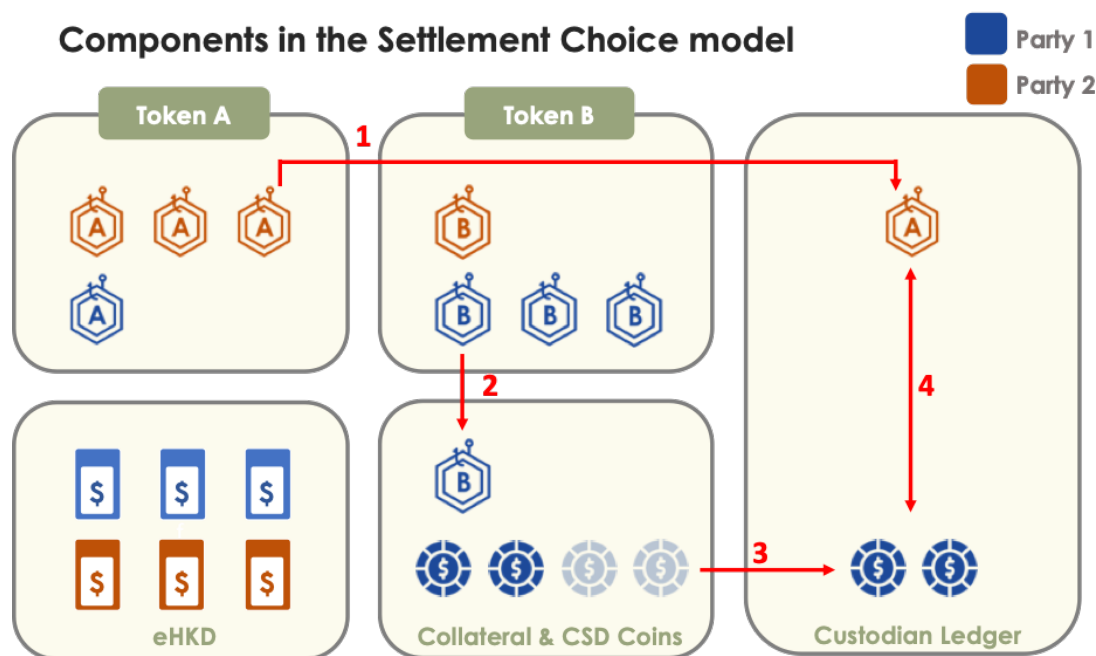 Components in the Settlement Choice model
Party 1
Party 2
Token A
Token B
1
A A A
B
A
A
B B B
2
4
B
$ $ $
$ $ $ $
3
$ $
$ $ $
eHKD
Collateral & CSD Coins
Custodian Ledger